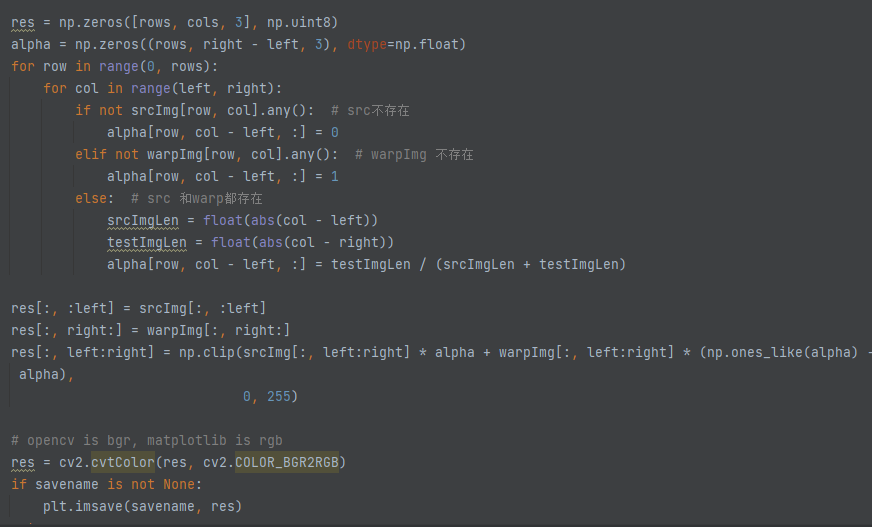 res = np.zeros([rows, cols, 3], np.uint8)
alpha = np.zeros((rows, right - left, 3), dtype=np.float)
for row in range(0, rows):
    for col in range(left, right):
        if not srcImg[row, col].any():  # src不存在
            alpha[row, col - left, :] = 0
        elif not warpImg[row, col].any():  # warpImg 不存在
            alpha[row, col - left, :] = 1
        else:  # src 和warp都存在
            srcImgLen = float(abs(col - left))
            testImgLen = float(abs(col - right))
            alpha[row, col - left, :] = testImgLen / (srcImgLen + testImgLen)

res[:, :left] = srcImg[:, :left]
res[:, right:] = warpImg[:, right:]
res[:, left:right] = np.clip(srcImg[:, left:right] * alpha + warpImg[:, left:right] * (np.ones_like(alpha) -
 alpha),
                             0, 255)

# opencv is bgr, matplotlib is rgb
res = cv2.cvtColor(res, cv2.COLOR_BGR2RGB)
if savename is not None:
    plt.imsave(savename, res)